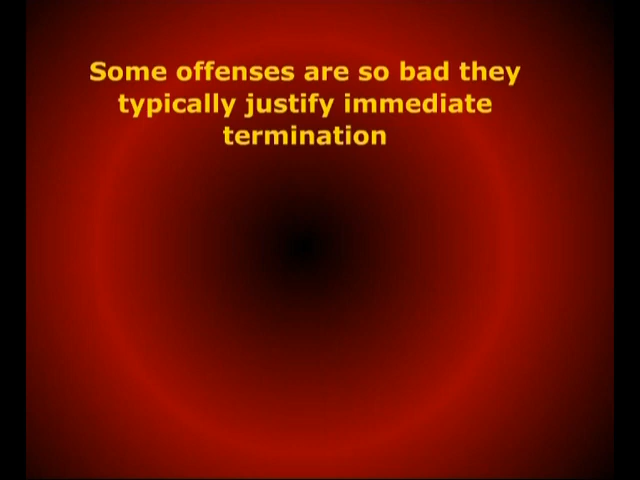 Some offenses are so bad they
typically justify immediate
termination